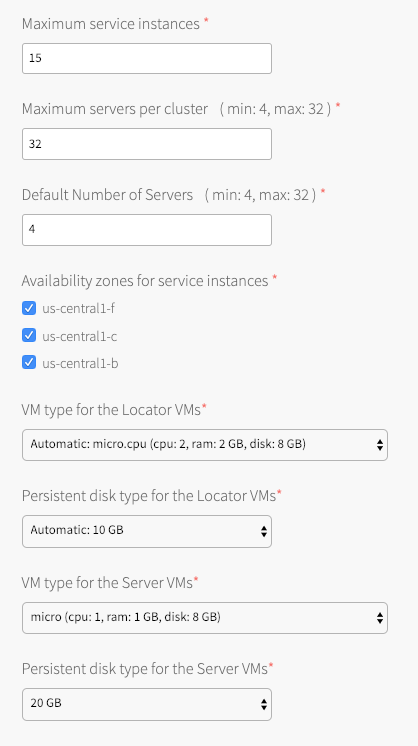 Maximum service instances *
15
Maximum servers per cluster ( min: 4, max: 32 ) *
32
Default Number of Servers ( min: 4, max: 32 ) *
4
Availability zones for service instances *
us-central1-f
us-central1-c
us-central1-b
VM type for the Locator VMs*
Automatic: micro.cpu (cpu: 2, ram: 2 GB, disk: 8 GB)
Persistent disk type for the Locator VMs*
Automatic: 10 GB
VM type for the Server VMs*
micro (cpu: 1, ram: 1 GB, disk: 8 GB)
Persistent disk type for the Server VMs*
20 GB